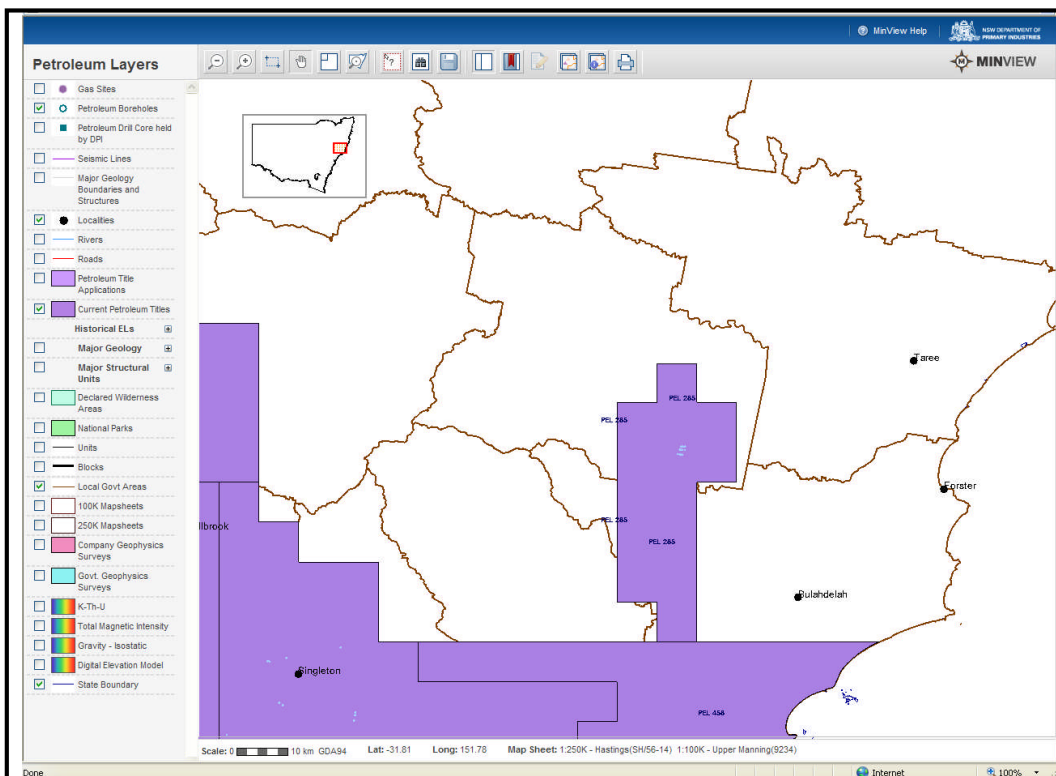 MinView Help
NSW DEPARTMENT OF
PRIMARY INDUSTRIES
Petroleum Layers
MINVIEW
Gas Sites
Petroleum Boreholes
Petroleum Drill Core held
by DPI
Seismic Lines
Major Geology
Boundaries and
Structures
Localities
Rivers
Roads
Petroleum Title
Applications
Current Petroleum Titles
Historical ELs
Major Geology
Major Structural
Units
Declared Wilderness
Areas
National Parks
Units
Blocks
Local Govt Areas
100K Mapsheets
250K Mapsheets
Company Geophysics
Surveys
Govt. Geophysics
Surveys
K-Th-U
Total Magnetic Intensity
Gravity - Isostatic
Digital Elevation Model
State Boundary
Taree
PEL 285
PEL 285
Forster
llbrook
PEL 285
PEL 285
Bulahdelah
Singleton
PEL 458
Scale: 0 10 km GDA94 Lat: -31.81 Long: 151.78 Map Sheet: 1:250K - Hastings(SH/56-14) 1:100K - Upper Manning(9234)
Done Internet 100%